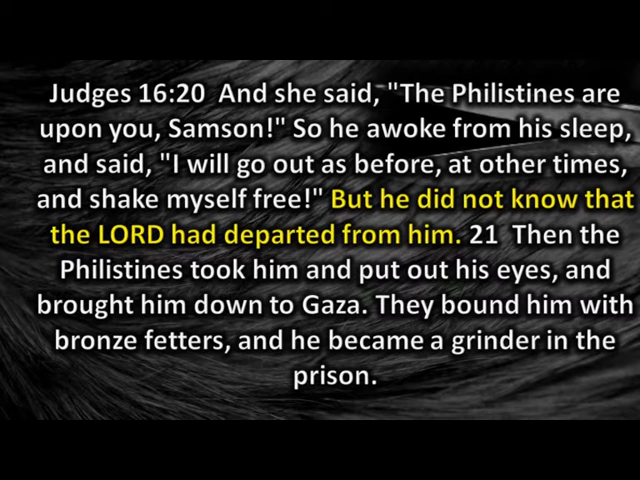 Judges 16:20  And she said, "The Philistines are
upon you, Samson!" So he awoke from his sleep,
and said, "I will go out as before, at other times,
and shake myself free!" But he did not know that
the LORD had departed from him. 21  Then the
Philistines took him and put out his eyes, and
brought him down to Gaza. They bound him with
bronze fetters, and he became a grinder in the
prison.